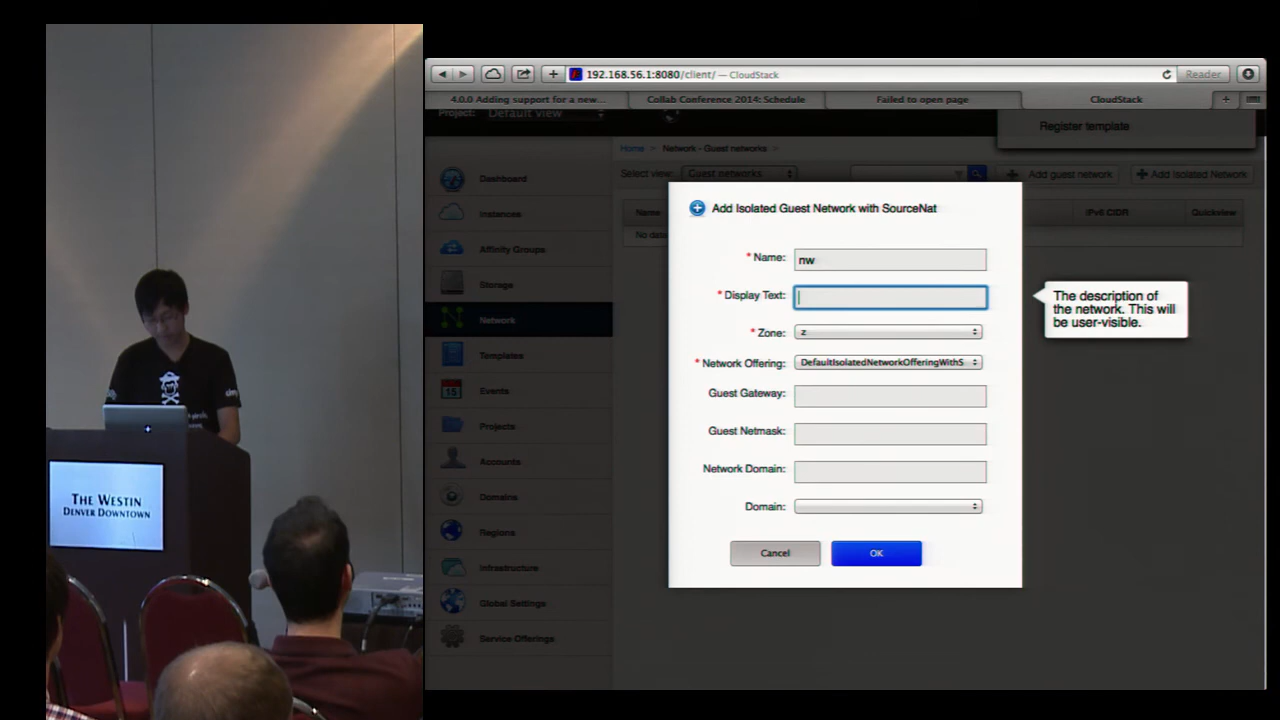 THE WESTIN
DENVER DOWNTOWN
192.168.56.1:8080/client/ — CloudStack
Reader
4.0.0 Adding support for a new...
Collab Conference 2014: Schedule
Failed to open page
CloudStack
Project: Default view
Register template
Home > Network - Guest networks >
Select view: Guest networks
Add guest network
Add Isolated Network
Name
IPv6 CIDR
Quickview
Dashboard
Instances
Affinity Groups
Storage
Network
Templates
15
Events
Projects
Accounts
Domains
Regions
Infrastructure
Global Settings
Service Offerings
Add Isolated Guest Network with SourceNat
* Name: nw
* Display Text:
* Zone: z
* Network Offering: DefaultIsolatedNetworkOfferingWithS
Guest Gateway:
Guest Netmask:
Network Domain:
Domain:
Cancel
OK
The description of
the network. This will
be user-visible.